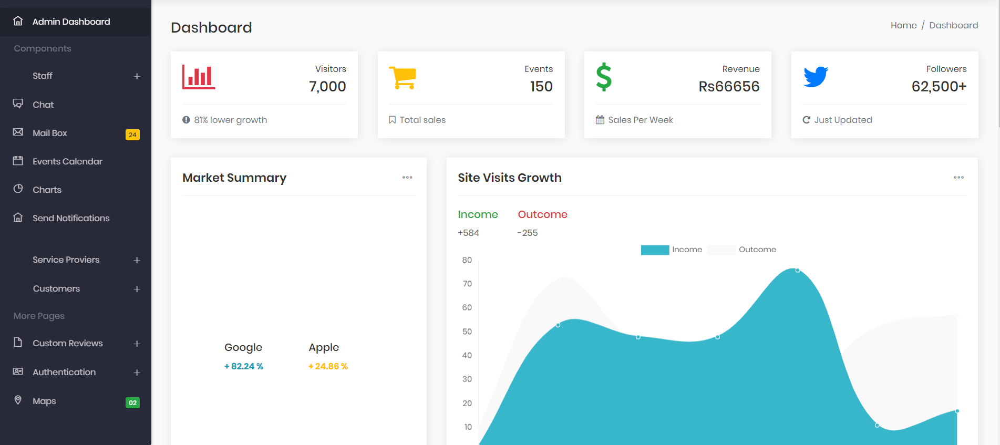 Admin Dashboard
Components
Staff
Chat
Mail Box 24
Events Calendar
Charts
Send Notifications
Service Proviers
Customers
More Pages
Custom Reviews
Authentication
Maps 02
Dashboard
Home / Dashboard
Visitors
7,000
81% lower growth
Events
150
Total sales
Revenue
Rs66656
Sales Per Week
Followers
62,500+
Just Updated
Market Summary
Google Apple
+ 82.24 % + 24.86 %
Site Visits Growth
Income Outcome
+584 -255
Income Outcome
80
70
60
50
40
30
20
10